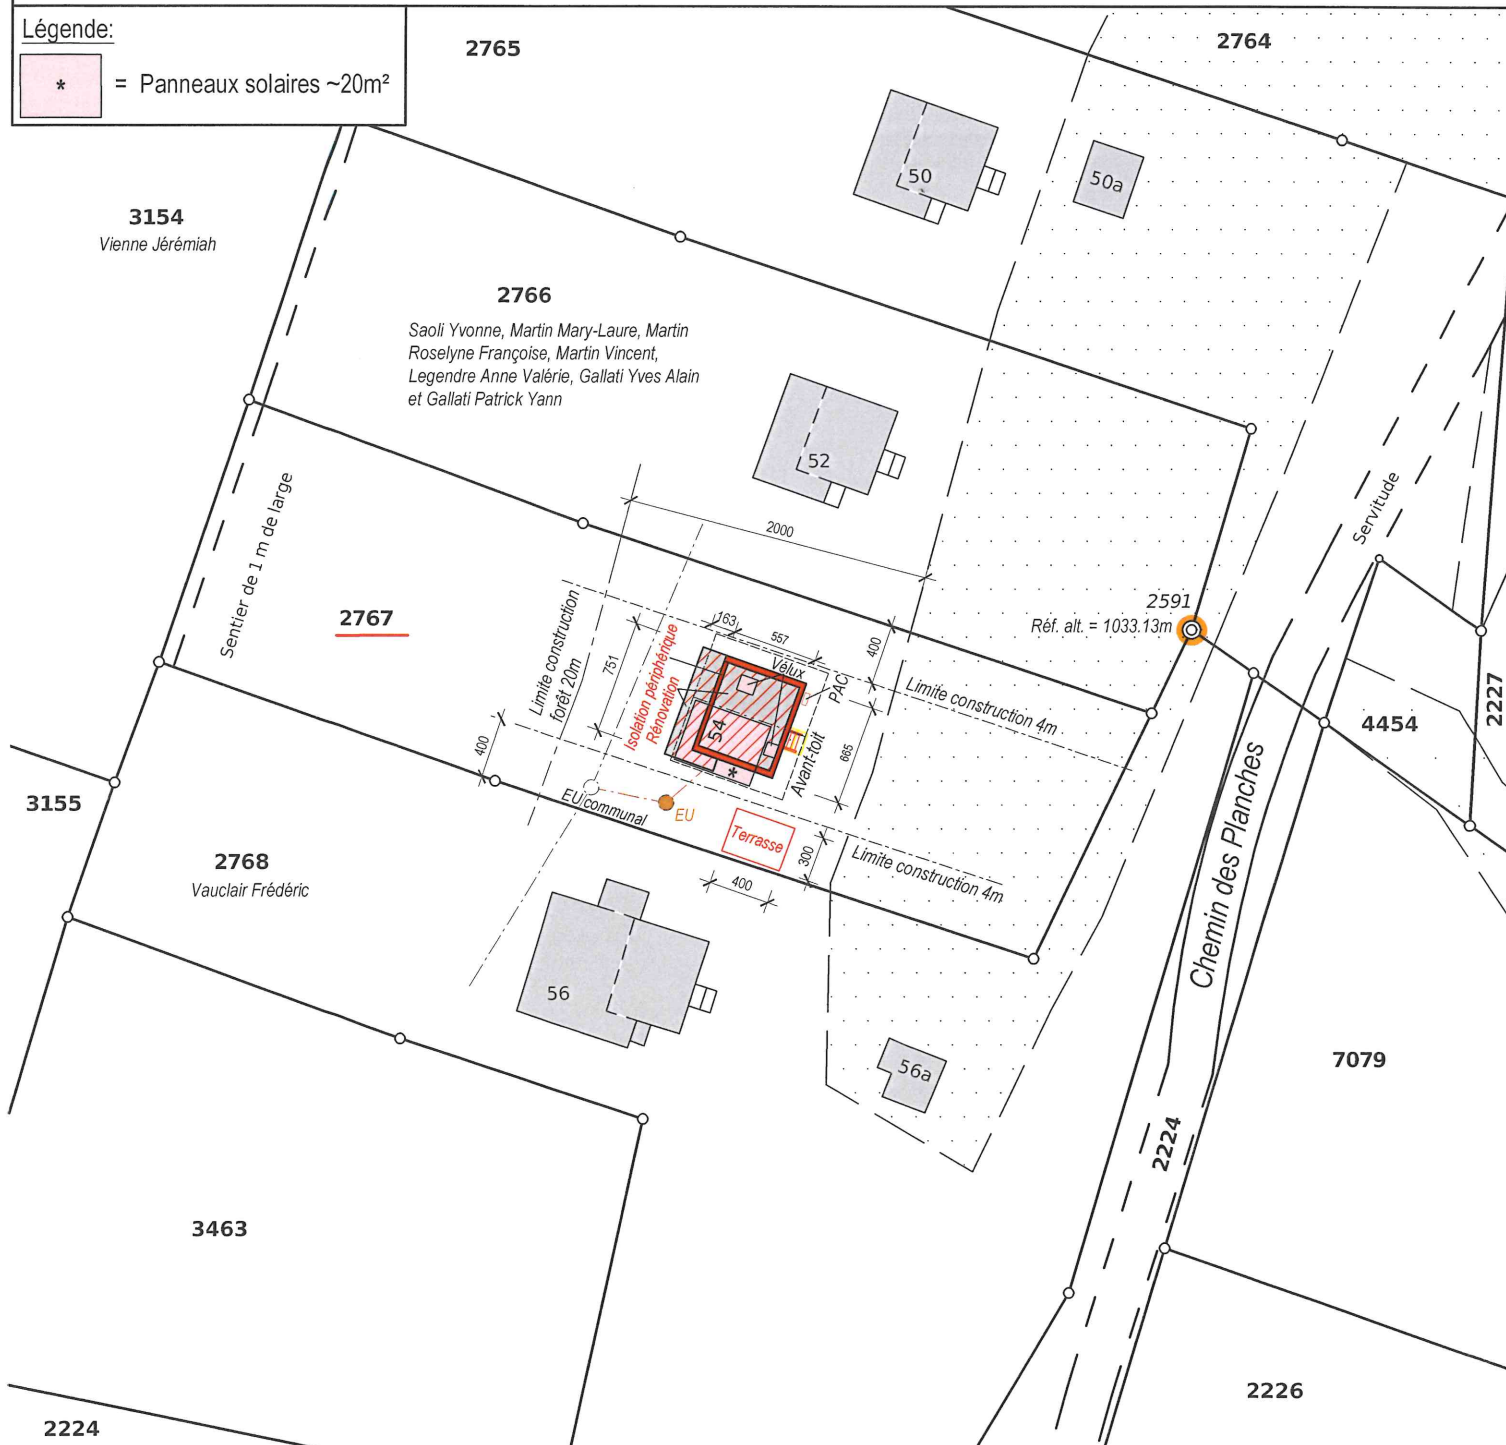 Légende:
* = Panneaux solaires ~20m²
2765
2764
50
50a
3154
Vienne Jérémiah
2766
Saoli Yvonne, Martin Mary-Laure, Martin
Roselyne Françoise, Martin Vincent,
Legendre Anne Valérie, Gallati Yves Alain
et Gallati Patrick Yann
52
2000
Servitude
Sentier de 1 m de large
2767
Limite construction
forêt 20m
751
Isolation périphérique
Rénovation
163
557
400
Vélux
PAC
Limite construction 4m
2591
Réf. alt. = 1033.13m
2227
4454
54
*
665
Avant-toit
400
EU communal
EU
Terrasse
300
400
Limite construction 4m
Chemin des Planches
3155
2768
Vauclair Frédéric
56
56a
7079
2224
3463
2226
2224